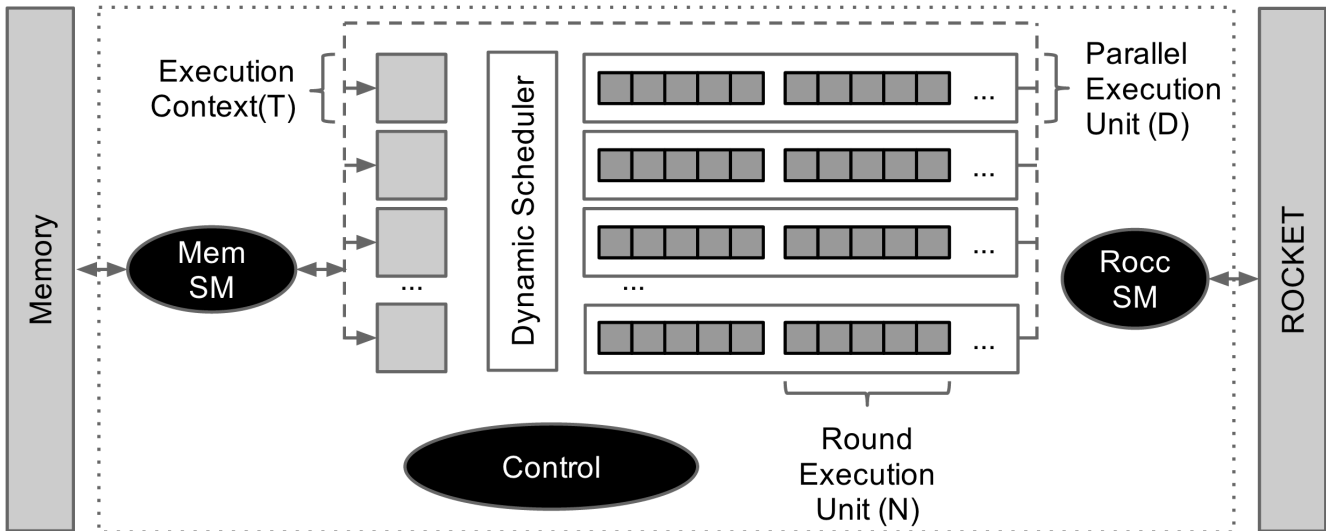 Memory
Execution
Context(T)
Mem
SM
...
Dynamic Scheduler
...
...
...
...
...
Parallel
Execution
Unit (D)
Rocc
SM
ROCKET
Control
Round
Execution
Unit (N)